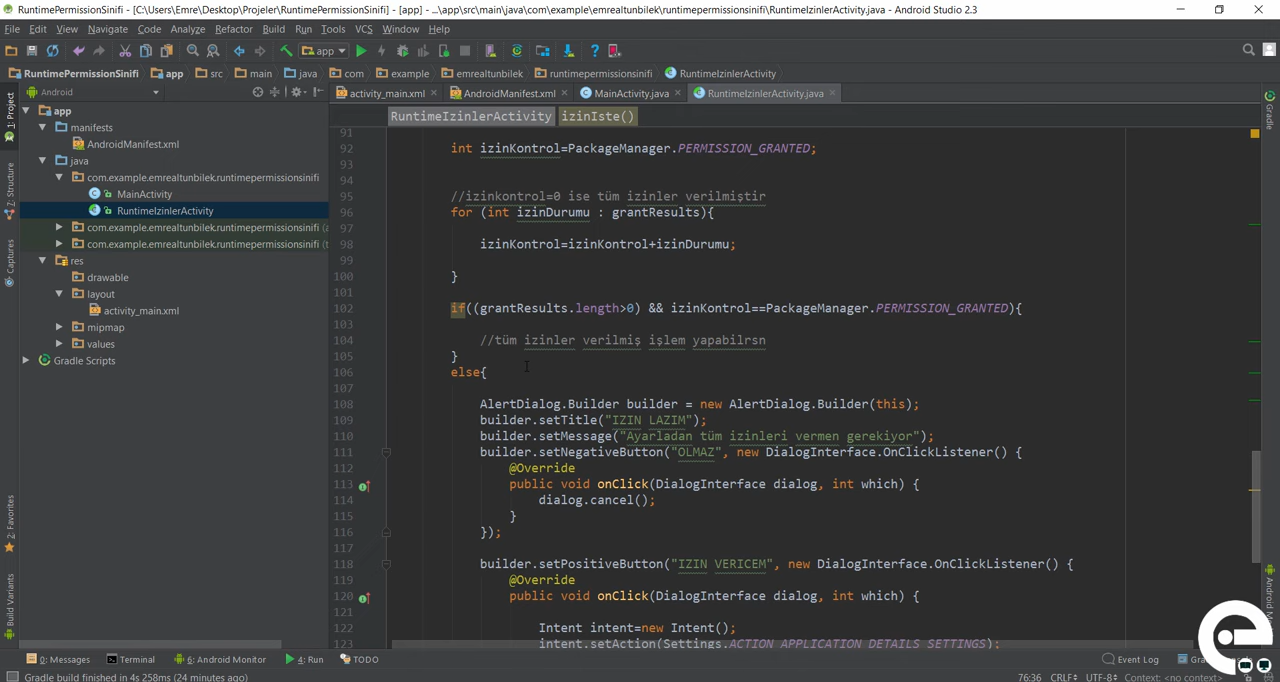 RuntimePermissionSinifi - [C:\Users\Emre\Desktop\Projeler\RuntimePermissionSinifi] - [app] - ...\app\src\main\java\com\example\emrealtunbilek\runtimepermissionsinifi\RuntimeIzinlerActivity.java - Android Studio 2.3
File Edit View Navigate Code Analyze Refactor Build Run Tools VCS Window Help
app
RuntimePermissionSinifi app src main java com example emrealtunbilek runtimepermissionsinifi RuntimeIzinlerActivity
Android
activity_main.xml AndroidManifest.xml MainActivity.java RuntimeIzinlerActivity.java
RuntimeIzinlerActivity izinIste()
1: Project
Z: Structure
Captures
2: Favorites
Build Variants
app
manifests
AndroidManifest.xml
java
com.example.emrealtunbilek.runtimepermissionsinifi
MainActivity
RuntimeIzinlerActivity
com.example.emrealtunbilek.runtimepermissionsinifi (
com.example.emrealtunbilek.runtimepermissionsinifi (t
res
drawable
layout
activity_main.xml
mipmap
values
Gradle Scripts
91
92 int izinKontrol=PackageManager.PERMISSION_GRANTED;
93
94
95 //izinkontrol=0 ise tüm izinler verilmiştir
96 for (int izinDurumu : grantResults){
97
98 izinKontrol=izinKontrol+izinDurumu;
99
100 }
101
102 if((grantResults.length>0) && izinKontrol==PackageManager.PERMISSION_GRANTED){
103
104 //tüm izinler verilmiş işlem yapabilrsn
105 }
106 else{
107
108 AlertDialog.Builder builder = new AlertDialog.Builder(this);
109 builder.setTitle("IZIN LAZIM");
110 builder.setMessage("Ayarladan tüm izinleri vermen gerekiyor");
111 builder.setNegativeButton("OLMAZ", new DialogInterface.OnClickListener() {
112 @Override
113 public void onClick(DialogInterface dialog, int which) {
114 dialog.cancel();
115 }
116 });
117
118 builder.setPositiveButton("IZIN VERICEM", new DialogInterface.OnClickListener() {
119 @Override
120 public void onClick(DialogInterface dialog, int which) {
121
122 Intent intent=new Intent();
123 intent.setAction(Settings.ACTION_APPLICATION_DETAILS_SETTINGS);
Gradle
0: Messages Terminal 6: Android Monitor 4: Run TODO Event Log
Gradle build finished in 4s 258ms (24 minutes ago) 76:36 CRLF UTF-8 Context: <no context>